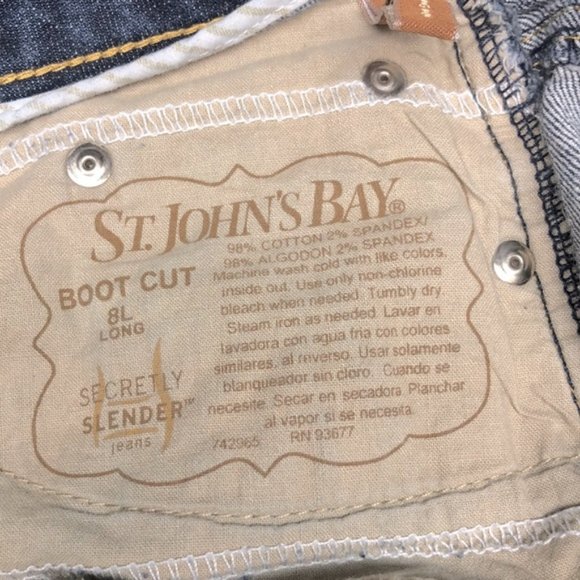 ST. JOHN'S BAY®
98% COTTON 2% SPANDEX/
98% ALGODON 2% SPANDEX
Machine wash cold with like colors,
inside out. Use only non-chlorine
bleach when needed. Tumbly dry.
Steam iron as needed. Lavar en
lavadora con agua fria con colores
similares, al reverso. Usar solamente
blanqueador sin cloro. Cuando se
necesite. Secar en secadora. Planchar
al vapor si se necesita.
742965 RN 93677
BOOT CUT
8L
LONG
SECRETLY
SLENDER™
jeans